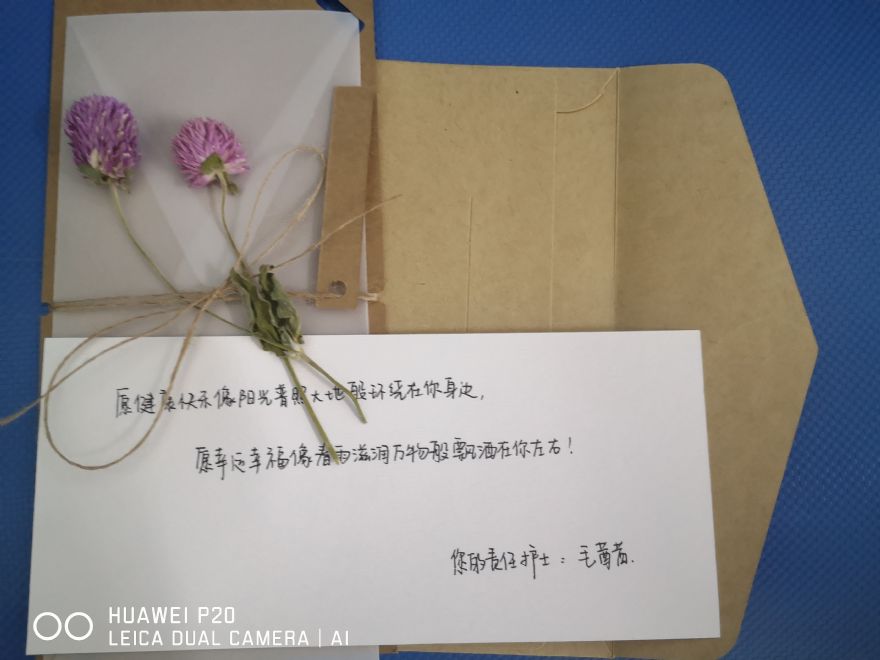 愿健康快乐像阳光普照大地般环绕在你身边,
愿幸运幸福像春雨滋润万物般飘洒在你左右!
您的责任护士:毛
HUAWEI P20
LEICA DUAL CAMERA | AI